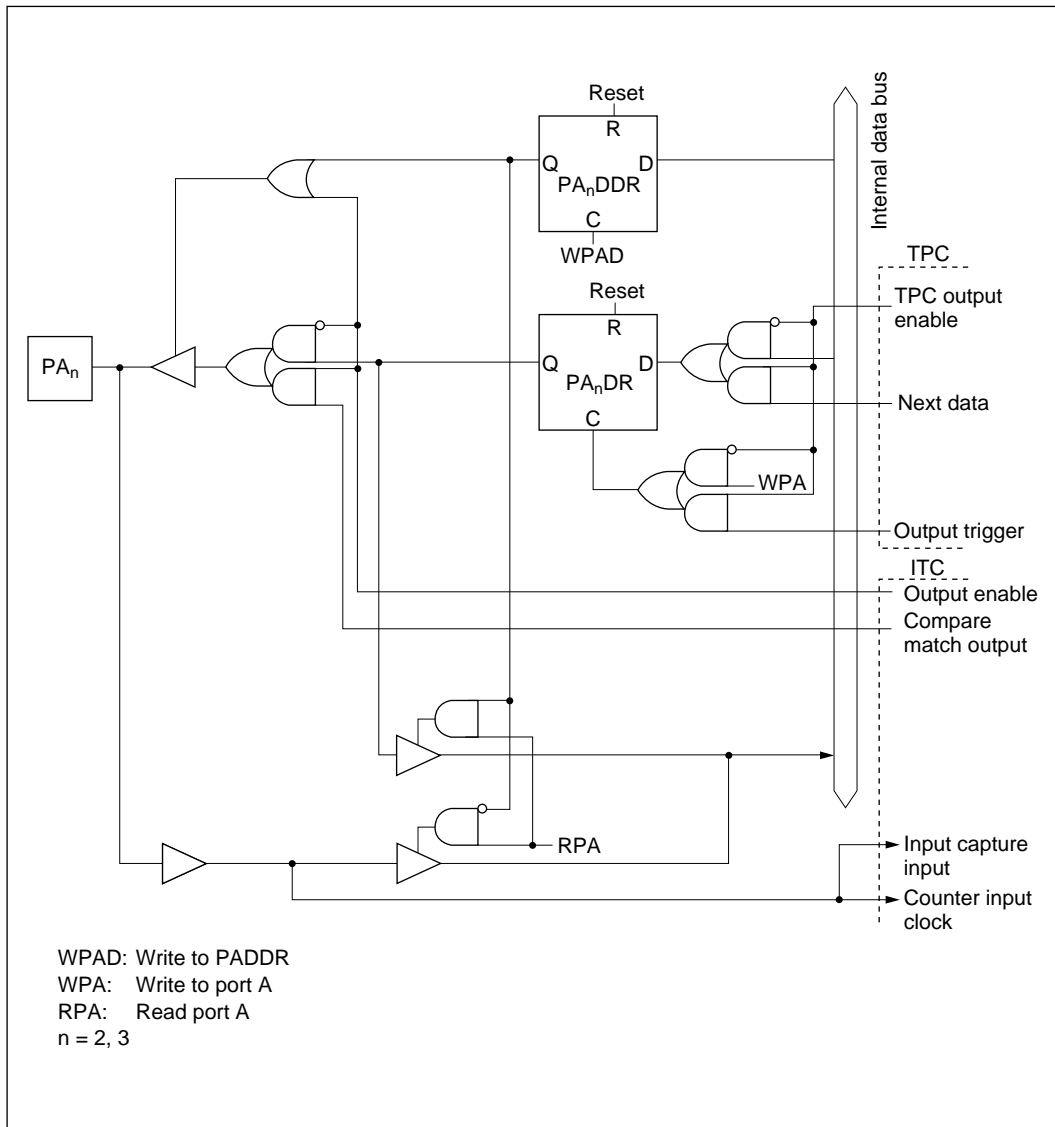 Reset
R
Q
D
PAnDDR
C
WPAD
Internal data bus
TPC
TPC output
enable
Reset
R
Q
D
PAnDR
C
PAn
Next data
WPA
Output trigger
ITC
Output enable
Compare
match output
RPA
Input capture
input
Counter input
clock
WPAD: Write to PADDR
WPA: Write to port A
RPA: Read port A
n = 2, 3